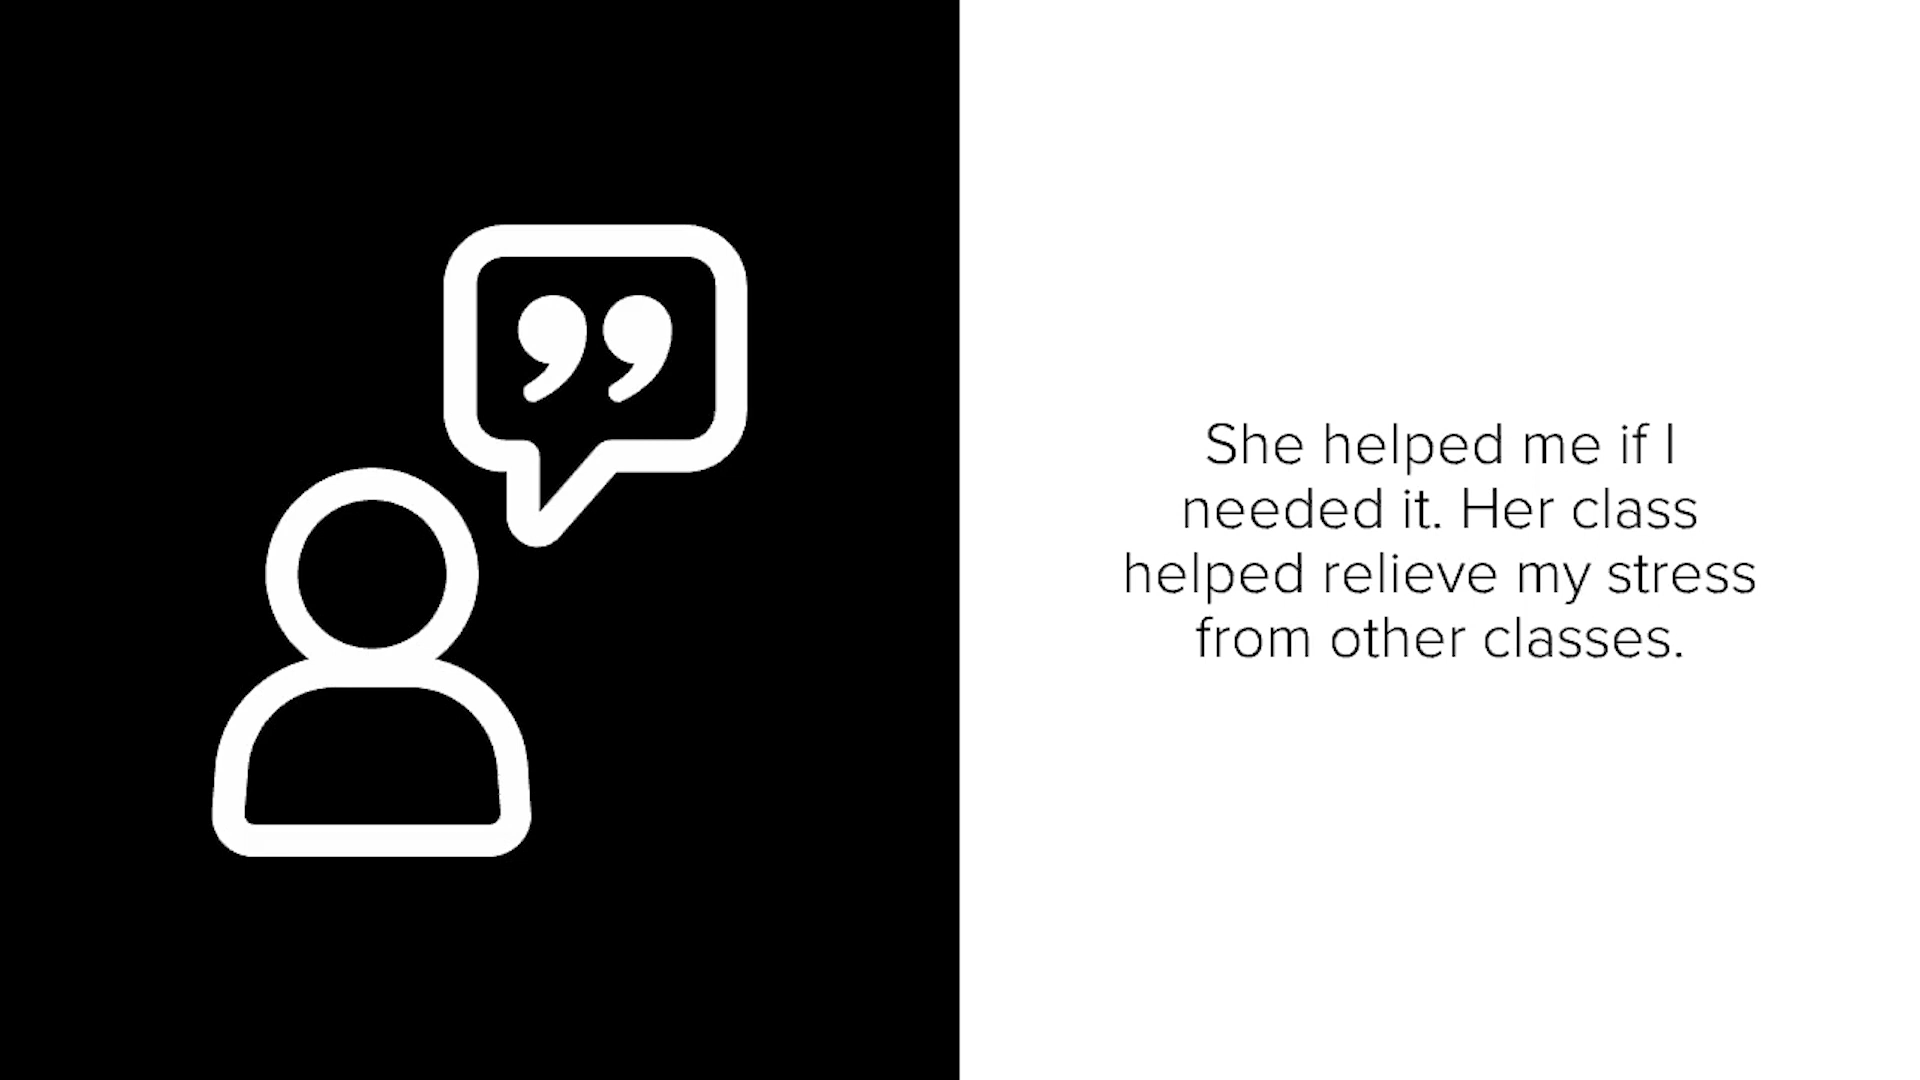 She helped me if I
needed it. Her class
helped relieve my stress
from other classes.